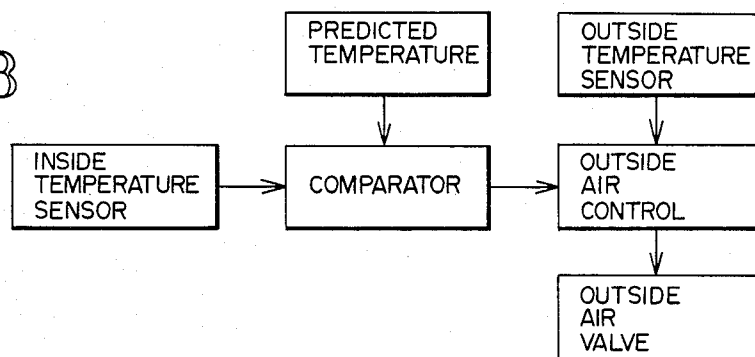 PREDICTED
TEMPERATURE
OUTSIDE
TEMPERATURE
SENSOR
INSIDE
TEMPERATURE
SENSOR
COMPARATOR
OUTSIDE
AIR
CONTROL
OUTSIDE
AIR
VALVE